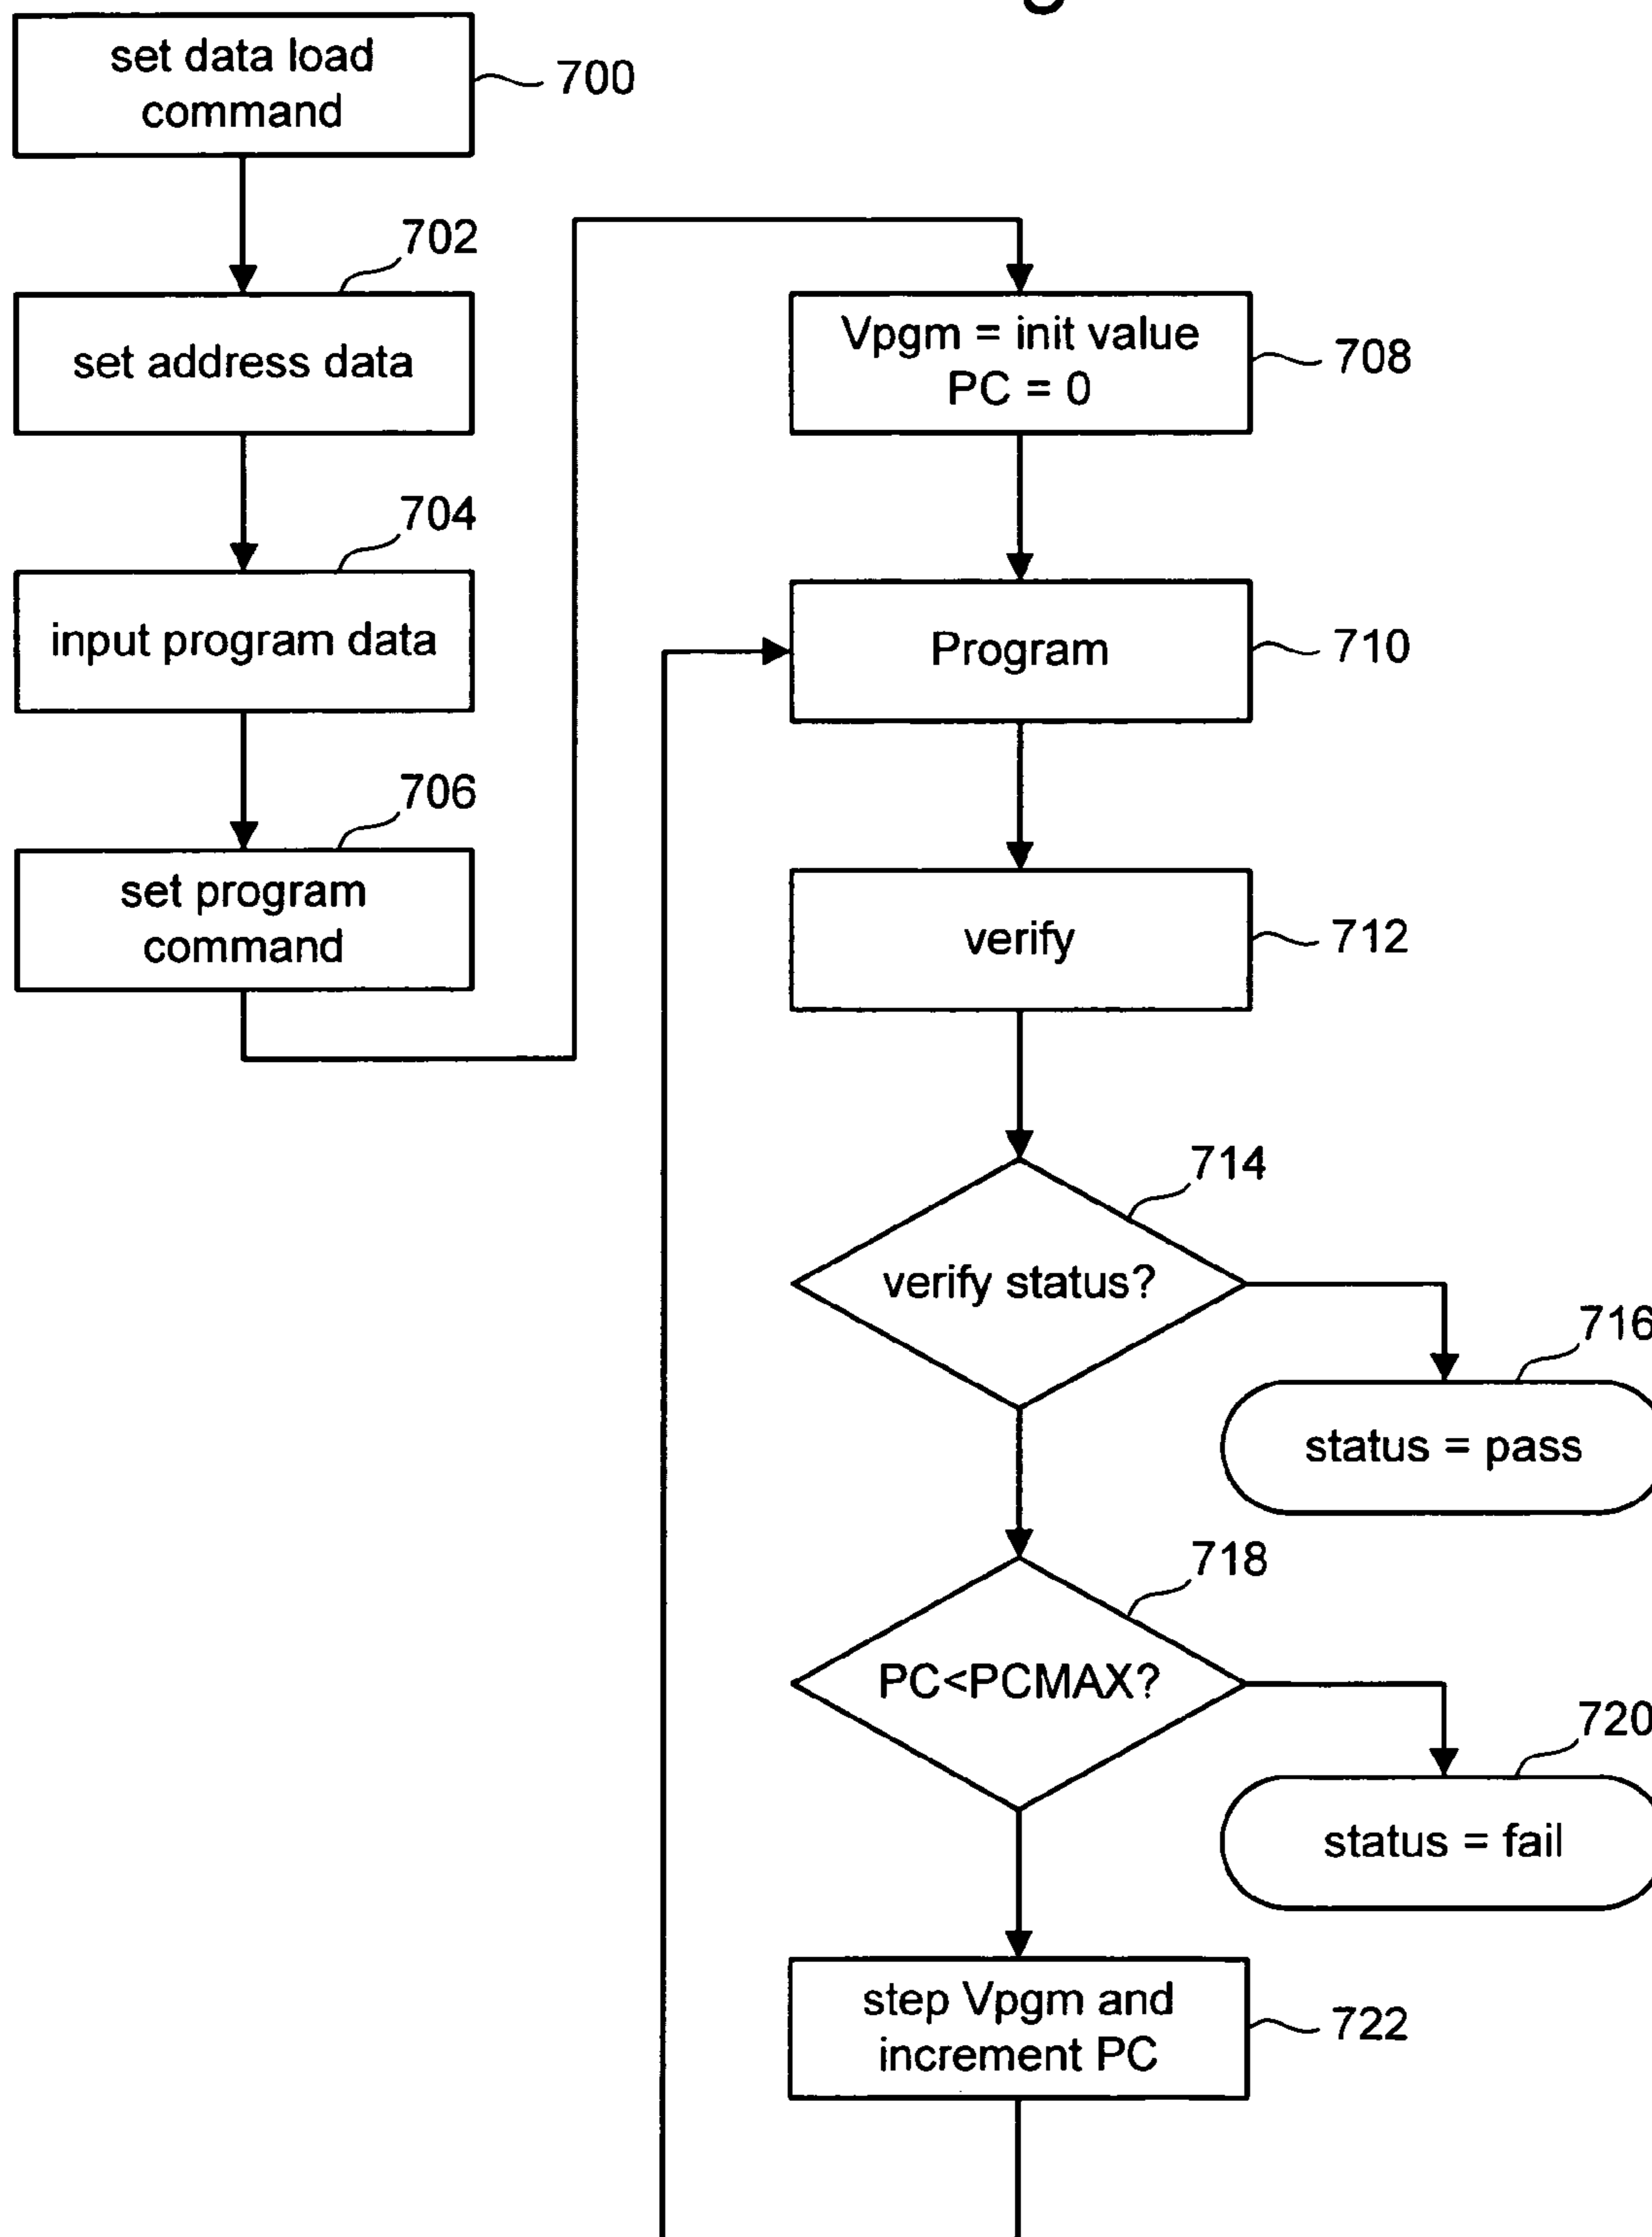 set data load
command
700
702
set address data
704
input program data
706
set program
command
Vpgm = init value
PC = 0
708
Program
710
verify
712
714
verify status?
716
status = pass
718
PC<PCMAX?
720
status = fail
step Vpgm and
increment PC
722